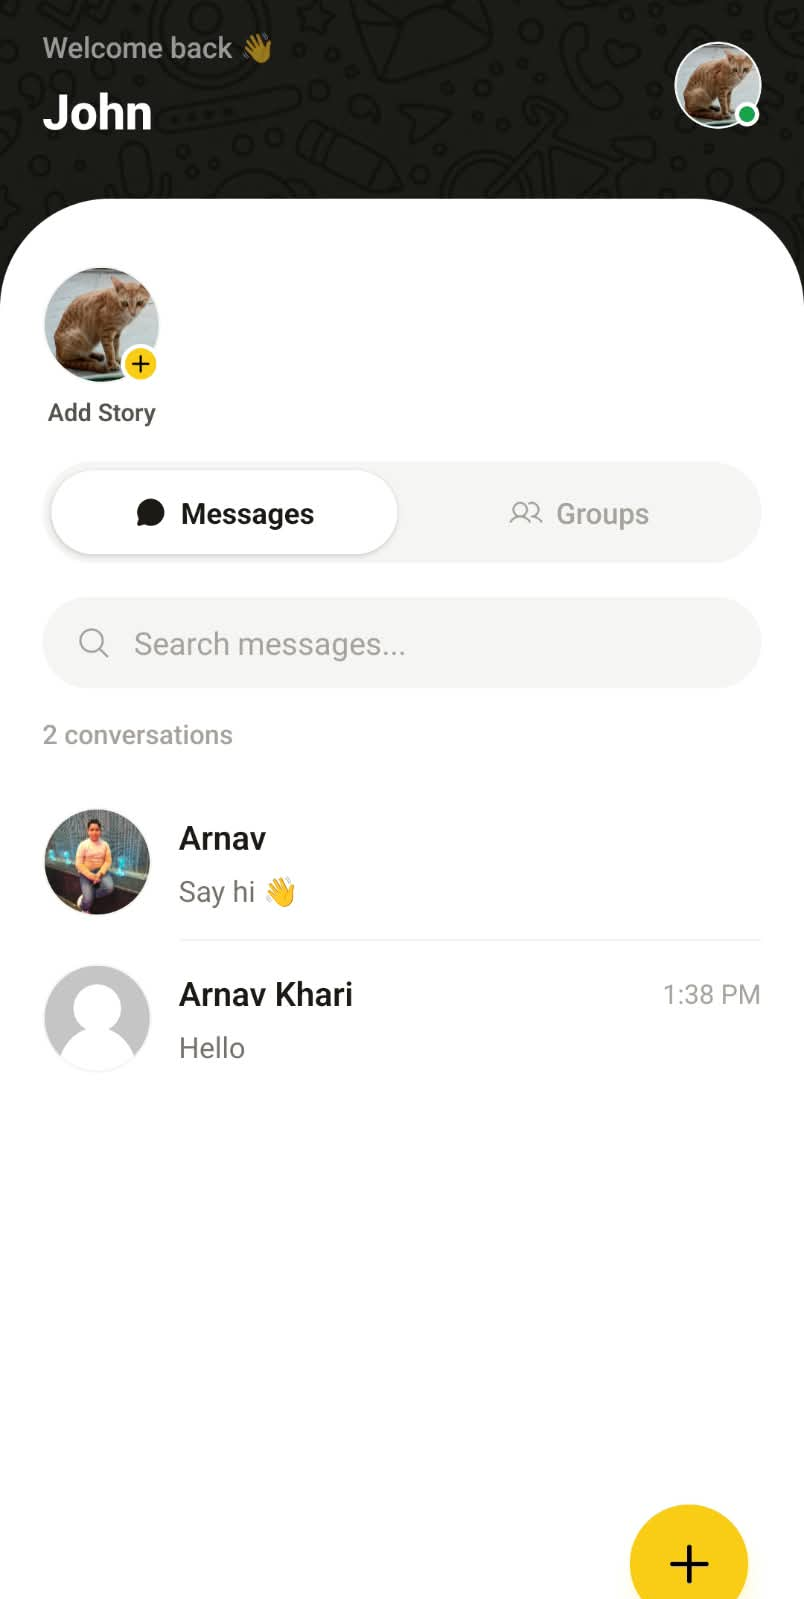 Welcome back 👋
John
Add Story
Messages
Groups
Search messages...
2 conversations
Arnav
Say hi 👋
Arnav Khari
1:38 PM
Hello